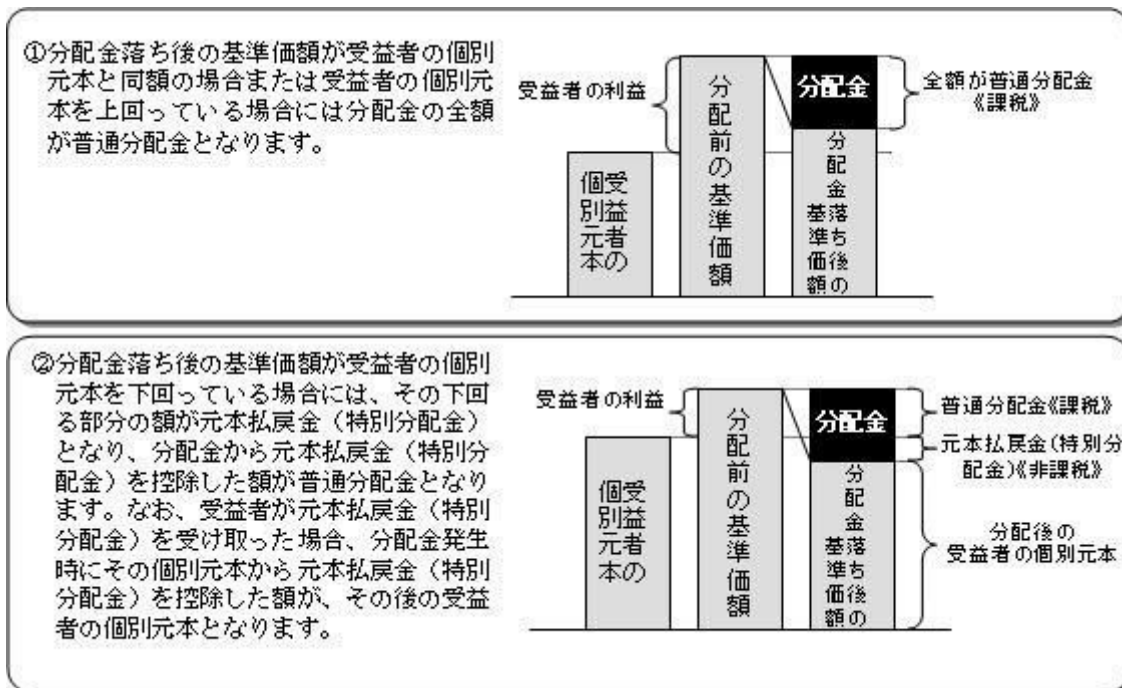 ①分配金落ち後の基準価額が受益者の個別
元本と同額の場合または受益者の個別元
本を上回っている場合には分配金の全額
が普通分配金となります。
受益者の利益
受益者の
個別元本
分配前の基準価額
分配金
分配金落ち後の
基準価額
全額が普通分配金
《課税》
②分配金落ち後の基準価額が受益者の個別
元本を下回っている場合には、その下回
る部分の額が元本払戻金（特別分配金）
となり、分配金から元本払戻金（特別分
配金）を控除した額が普通分配金となり
ます。なお、受益者が元本払戻金（特別
分配金）を受け取った場合、分配金発生
時にその個別元本から元本払戻金（特別
分配金）を控除した額が、その後の受益
者の個別元本となります。
受益者の利益
受益者の
個別元本
分配前の基準価額
分配金
分配金落ち後の
基準価額
普通分配金《課税》
元本払戻金(特別分
配金)《非課税》
分配後の
受益者の個別元本